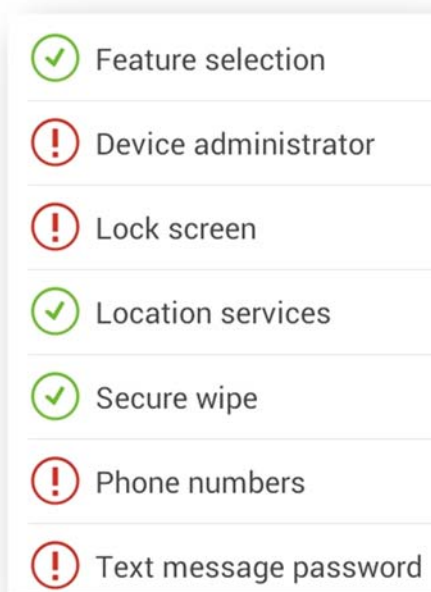 Feature selection
Device administrator
Lock screen
Location services
Secure wipe
Phone numbers
Text message password